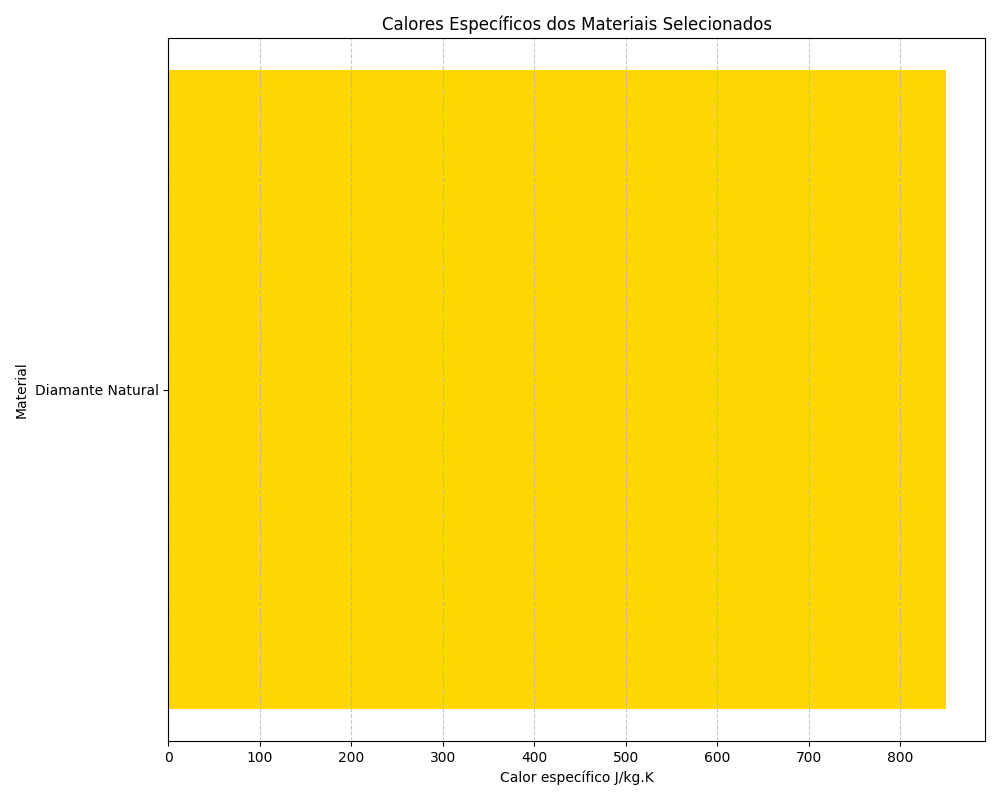 Calores Específicos dos Materiais Selecionados
Material
Diamante Natural
0 100 200 300 400 500 600 700 800
Calor específico J/kg.K